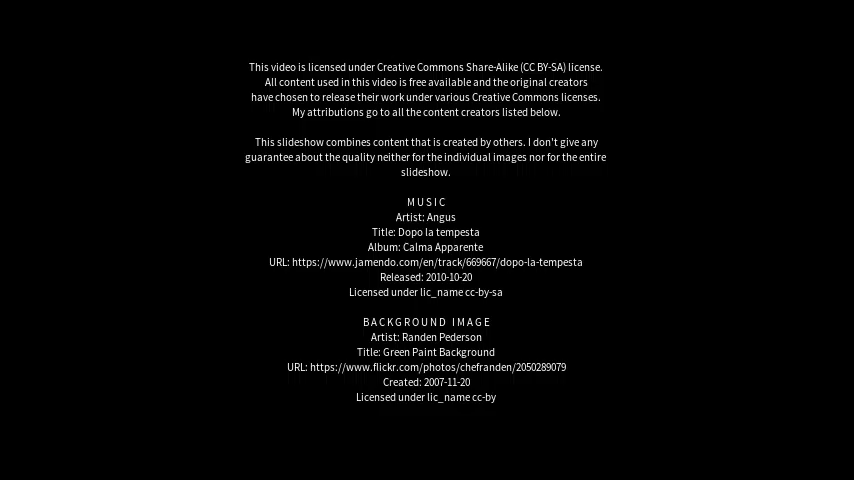 This video is licensed under Creative Commons Share-Alike (CC BY-SA) license.
All content used in this video is free available and the original creators
have chosen to release their work under various Creative Commons licenses.
My attributions go to all the content creators listed below.
This slideshow combines content that is created by others. I don't give any
guarantee about the quality neither for the individual images nor for the entire
slideshow.
MUSIC
Artist: Angus
Title: Dopo la tempesta
Album: Calma Apparente
URL: https://www.jamendo.com/en/track/669667/dopo-la-tempesta
Released: 2010-10-20
Licensed under lic_name cc-by-sa
BACKGROUND IMAGE
Artist: Randen Pederson
Title: Green Paint Background
URL: https://www.flickr.com/photos/chefranden/2050289079
Created: 2007-11-20
Licensed under lic_name cc-by